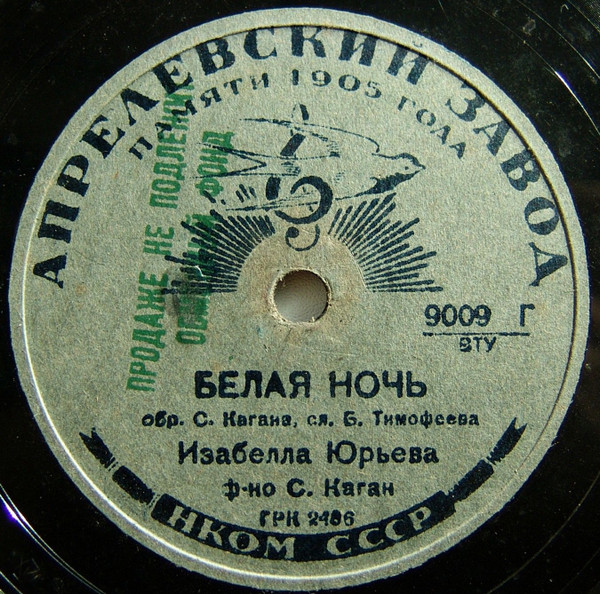 АПРЕЛЕВСКИЙ ЗАВОД
ПАМЯТИ 1905 ГОДА
ПРОДАЖЕ НЕ ПОДЛЕЖИТ
ФОНД
9009 Г
ВТУ
БЕЛАЯ НОЧЬ
обр. С. Кагана, сл. Б. Тимофеева
Изабелла Юрьева
ф-но С. Каган
ГРК 2486
НКОМ СССР